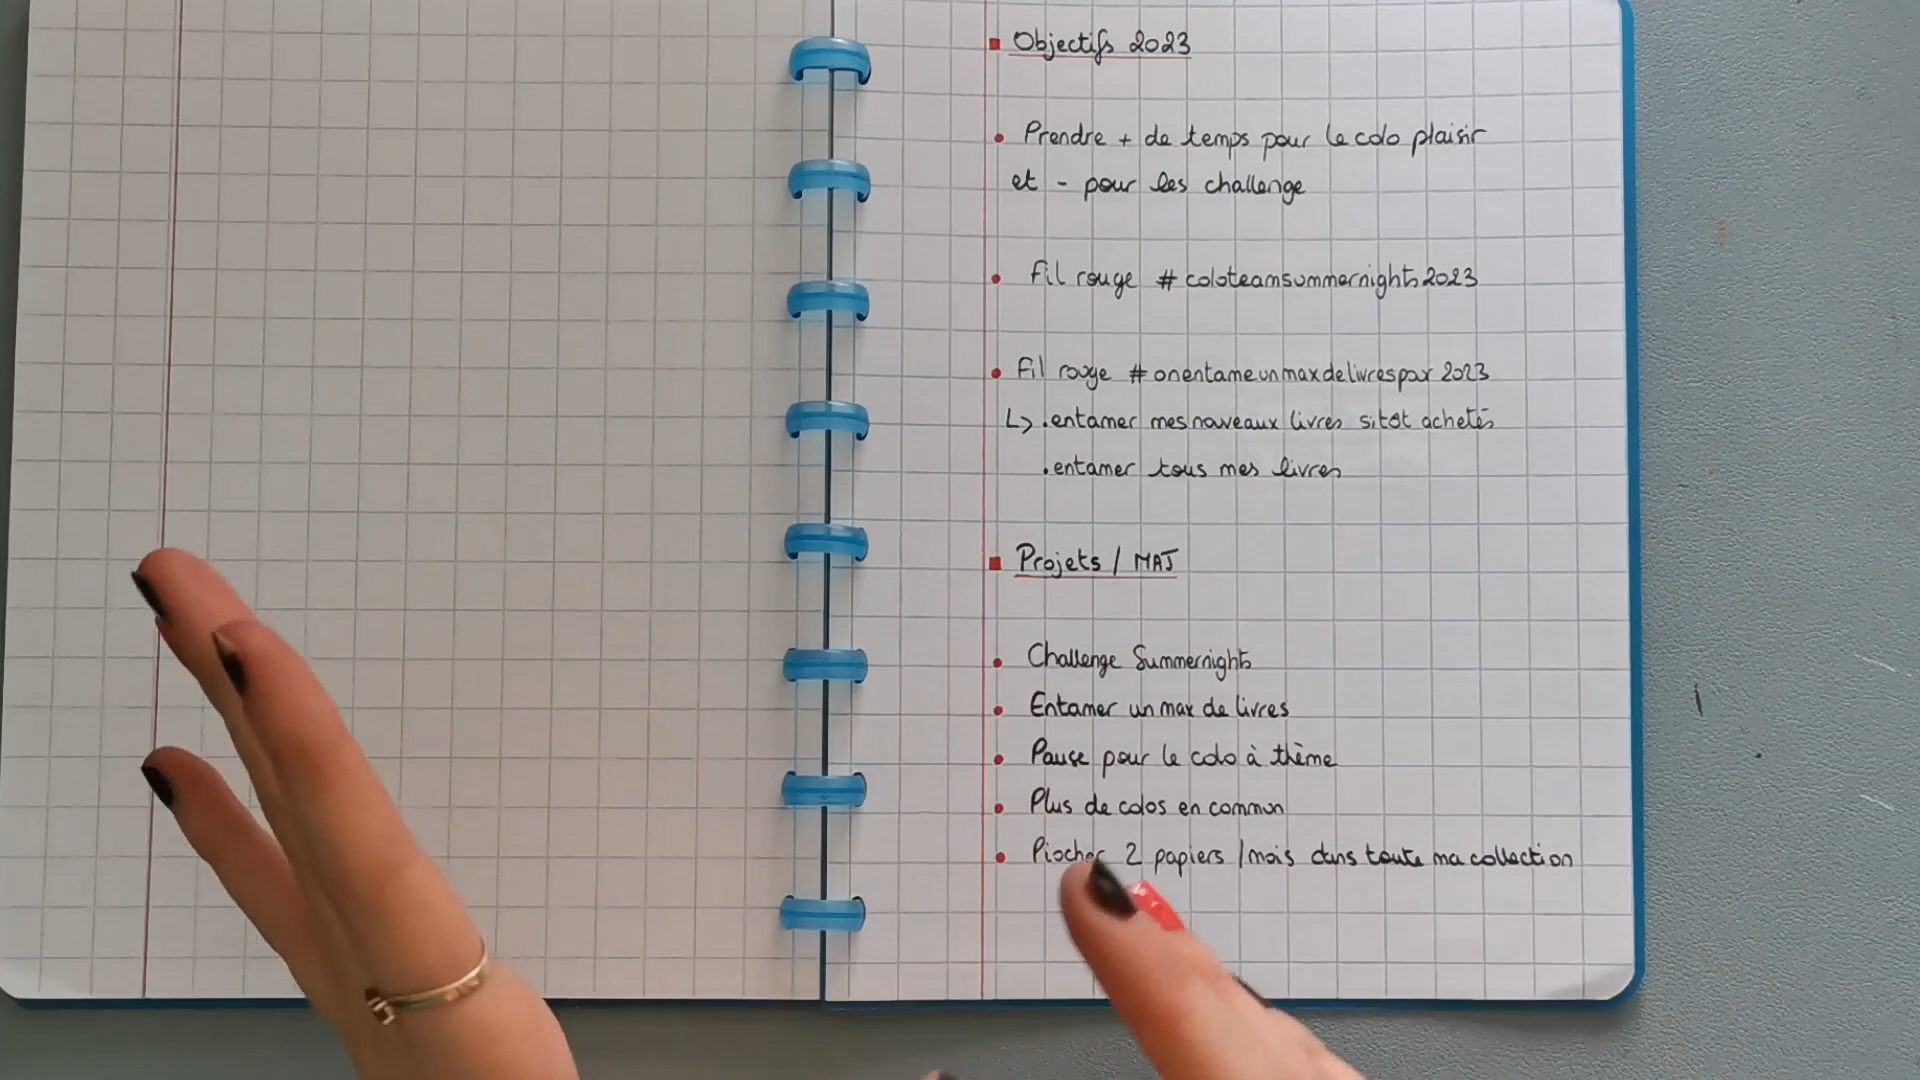 Objectifs 2023
Prendre + de temps pour le colo plaisir
et - pour les challenge
Fil rouge #coloteamsummernights2023
Fil rouge #onentameunmaxdelivrespar2023
↳ .entamer mes nouveaux livres sitôt achetés
.entamer tous mes livres
Projets / MAJ
Challenge Summernights
Entamer un max de livres
Pause pour le colo à thème
Plus de colos en commun
Piocher 2 papiers /mois dans toute ma collection